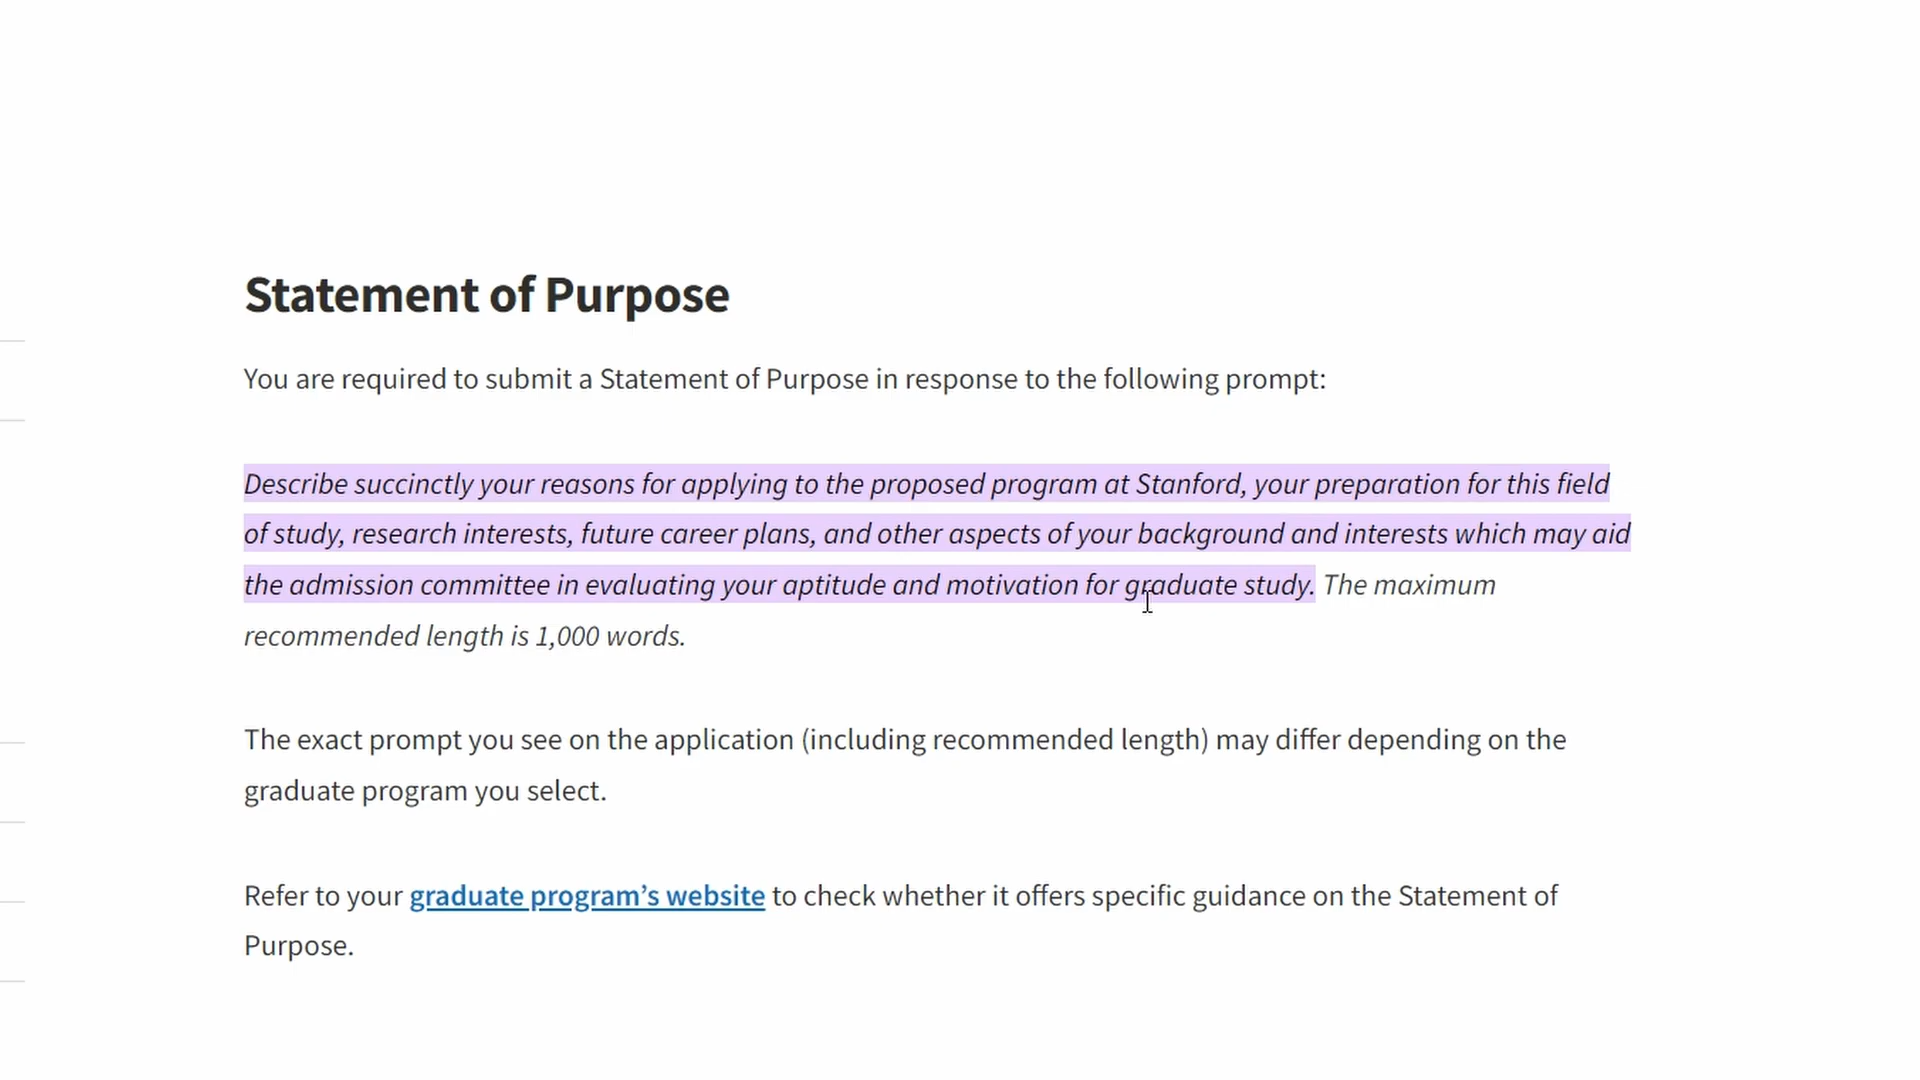 Statement of Purpose
You are required to submit a Statement of Purpose in response to the following prompt:
Describe succinctly your reasons for applying to the proposed program at Stanford, your preparation for this field
of study, research interests, future career plans, and other aspects of your background and interests which may aid
the admission committee in evaluating your aptitude and motivation for graduate study. The maximum
recommended length is 1,000 words.
The exact prompt you see on the application (including recommended length) may differ depending on the
graduate program you select.
Refer to your graduate program’s website to check whether it offers specific guidance on the Statement of
Purpose.